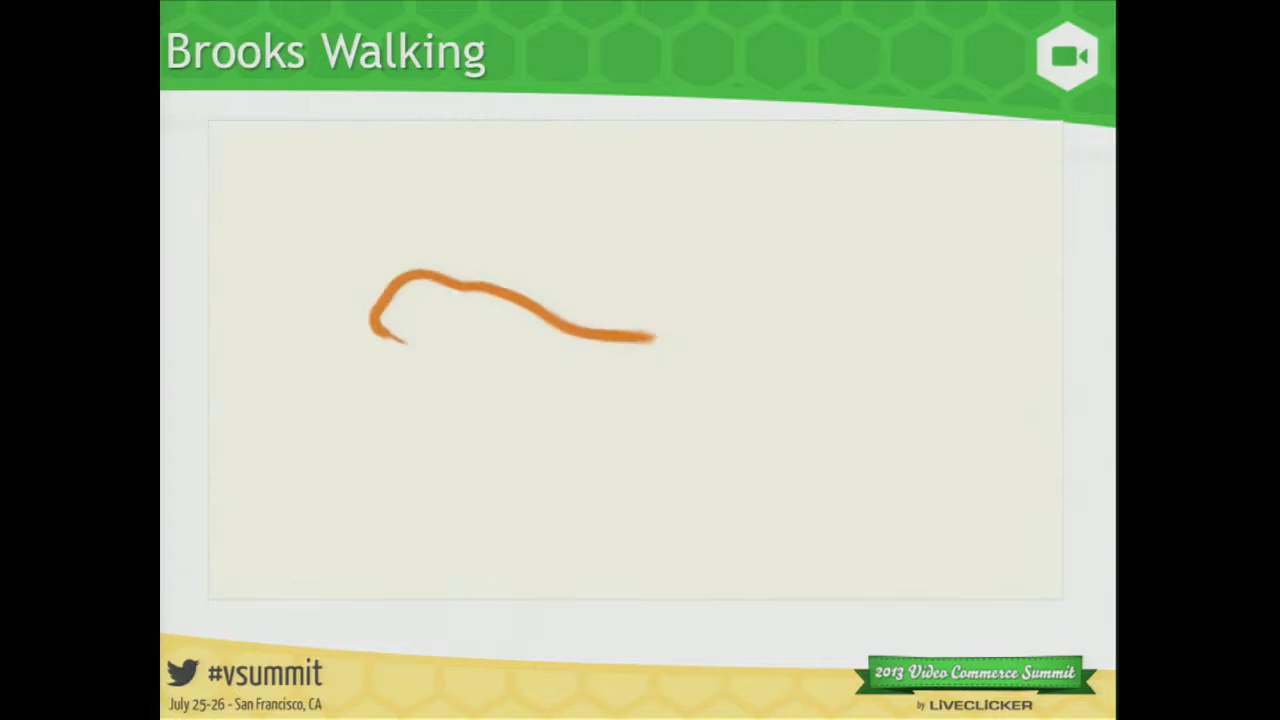 Brooks Walking
#vsummit
July 25-26 - San Francisco, CA
2013 Video Commerce Summit
by LIVECLICKER